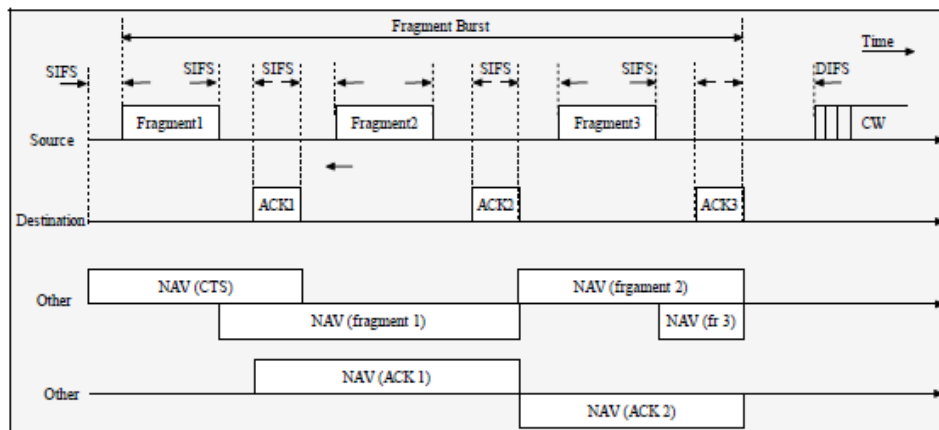 Fragment Burst
Time
SIFS
SIFS
SIFS
SIFS
SIFS
DIFS
Fragment1
Fragment2
Fragment3
CW
Source
ACK1
ACK2
ACK3
Destination
NAV (CTS)
NAV (frgament 2)
Other
NAV (fragment 1)
NAV (fr 3)
NAV (ACK 1)
Other
NAV (ACK 2)